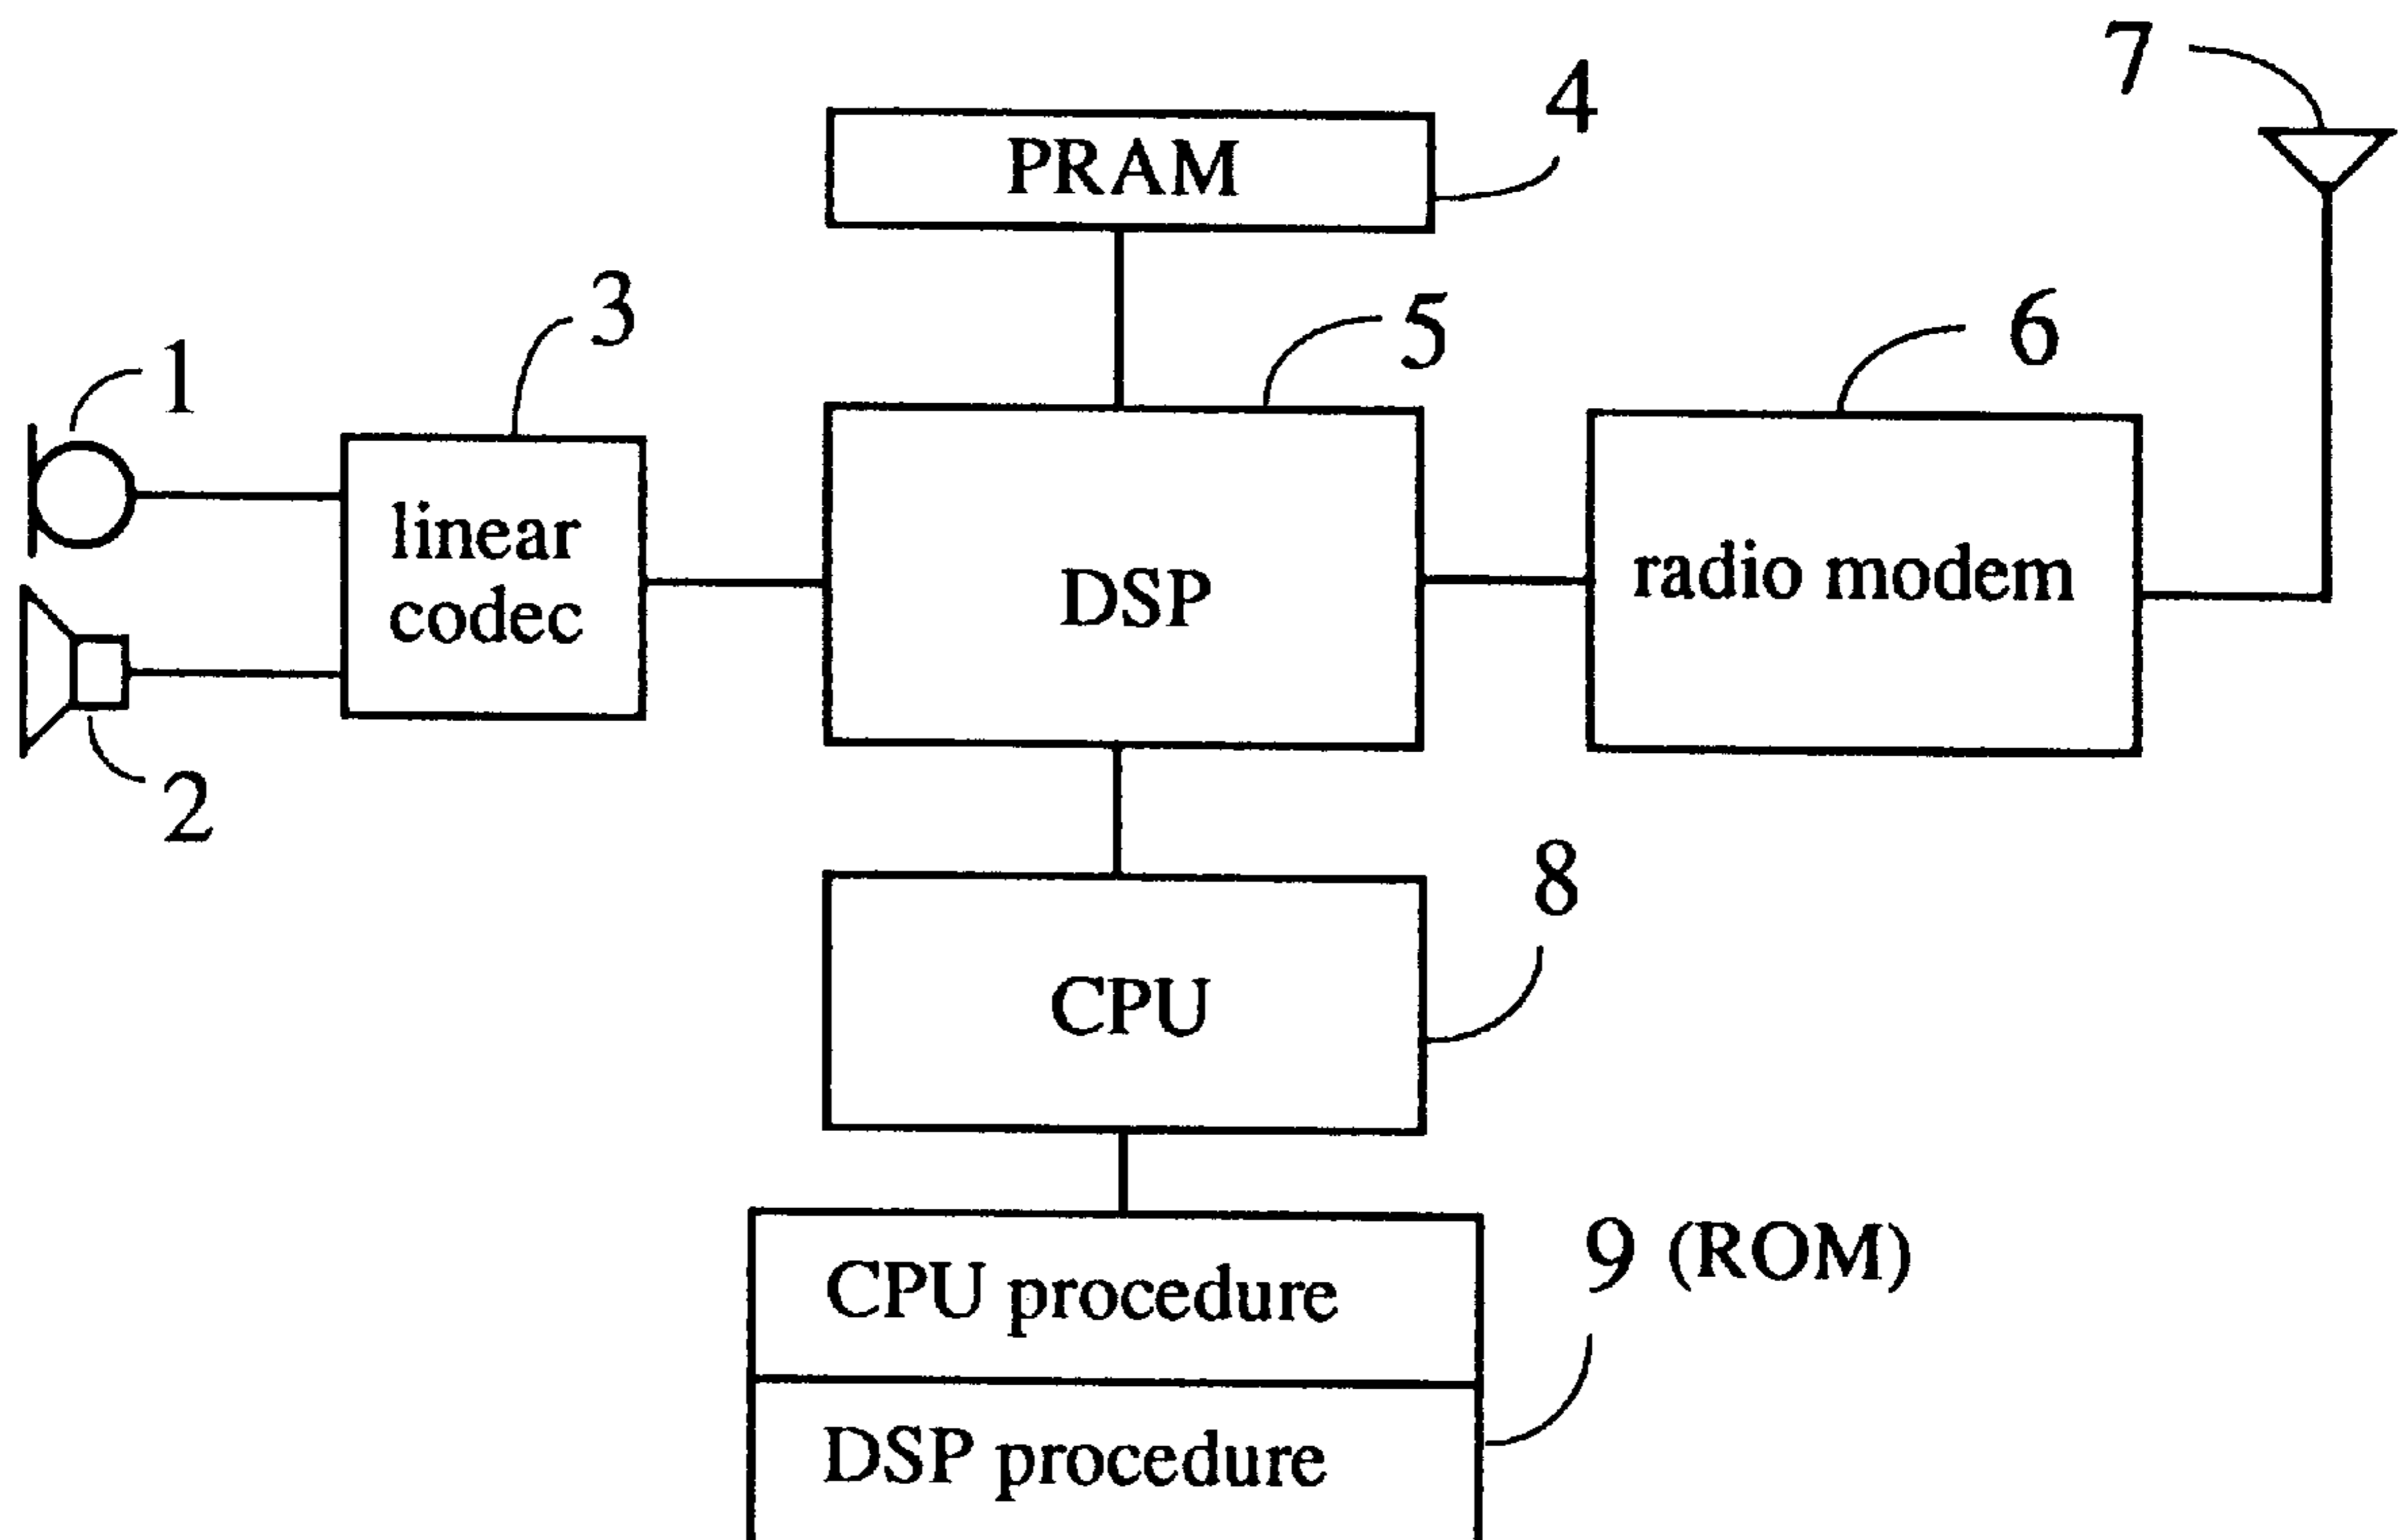 7
4
PRAM
3
5
6
1
linear
codec
DSP
radio modem
2
8
CPU
9 (ROM)
CPU procedure
DSP procedure